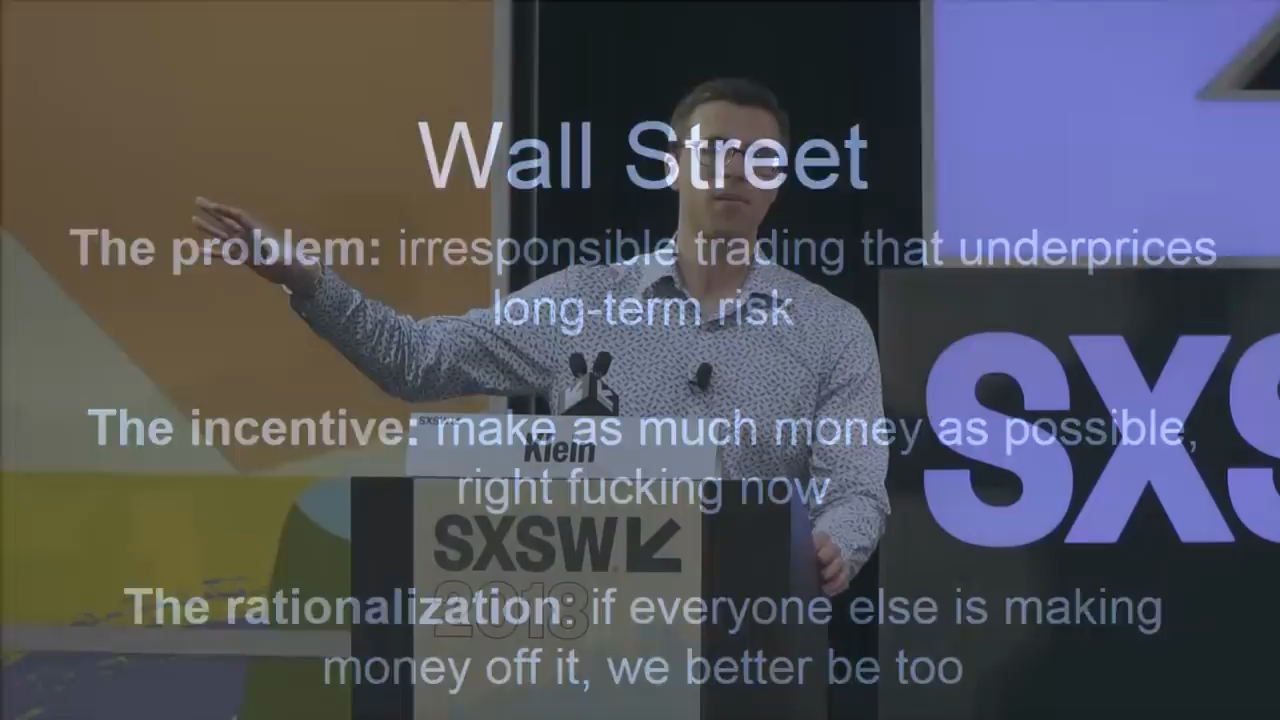 Wall Street
The problem: irresponsible trading that underprices
long-term risk
SXSW
The incentive: make as much money as possible,
Klein
right fucking now
SXS
SXSW
2018
The rationalization: if everyone else is making
money off it, we better be too